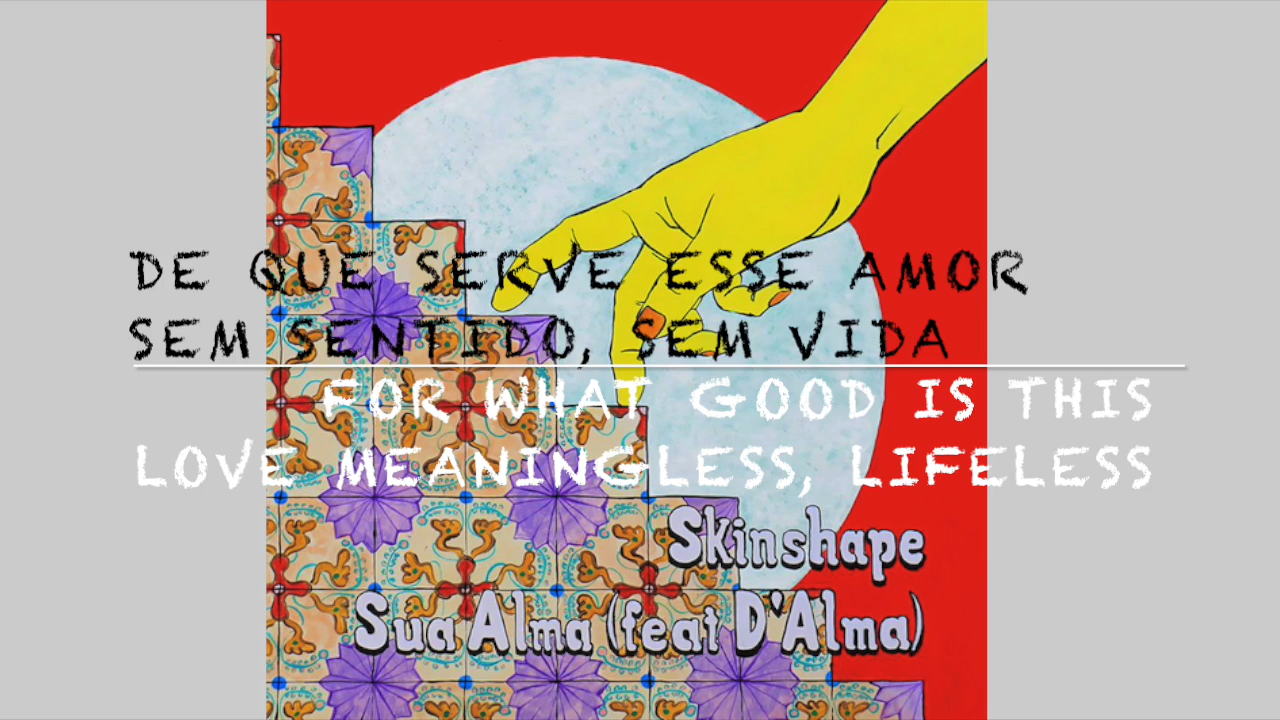 DE QUE SERVE ESSE AMOR
SEM SENTIDO, SEM VIDA
FOR WHAT GOOD IS THIS
LOVE MEANINGLESS, LIFELESS
Skinshape
Sua Alma (feat D'Alma)